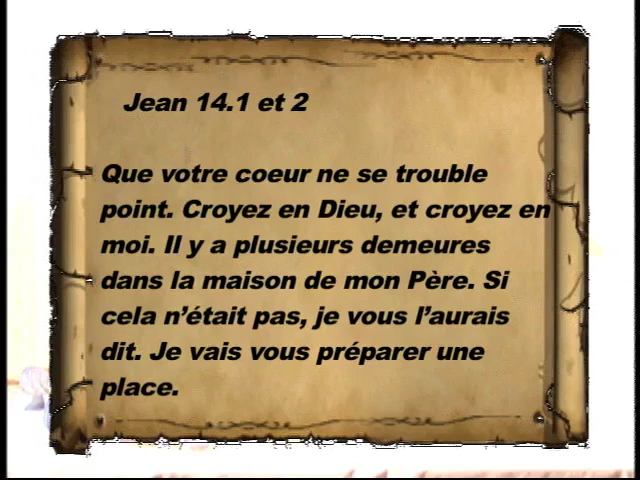 Jean 14.1 et 2
Que votre coeur ne se trouble
point. Croyez en Dieu, et croyez en
moi. Il y a plusieurs demeures
dans la maison de mon Père. Si
cela n'était pas, je vous l'aurais
dit. Je vais vous préparer une
place.